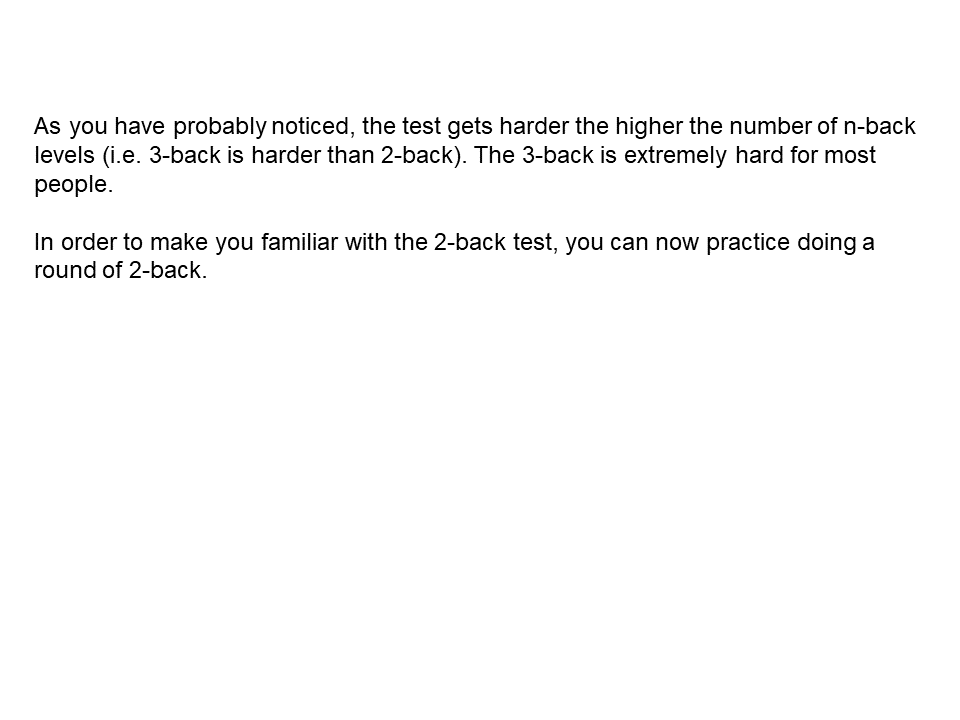 As you have probably noticed, the test gets harder the higher the number of n-back
levels (i.e. 3-back is harder than 2-back). The 3-back is extremely hard for most
people.
In order to make you familiar with the 2-back test, you can now practice doing a
round of 2-back.